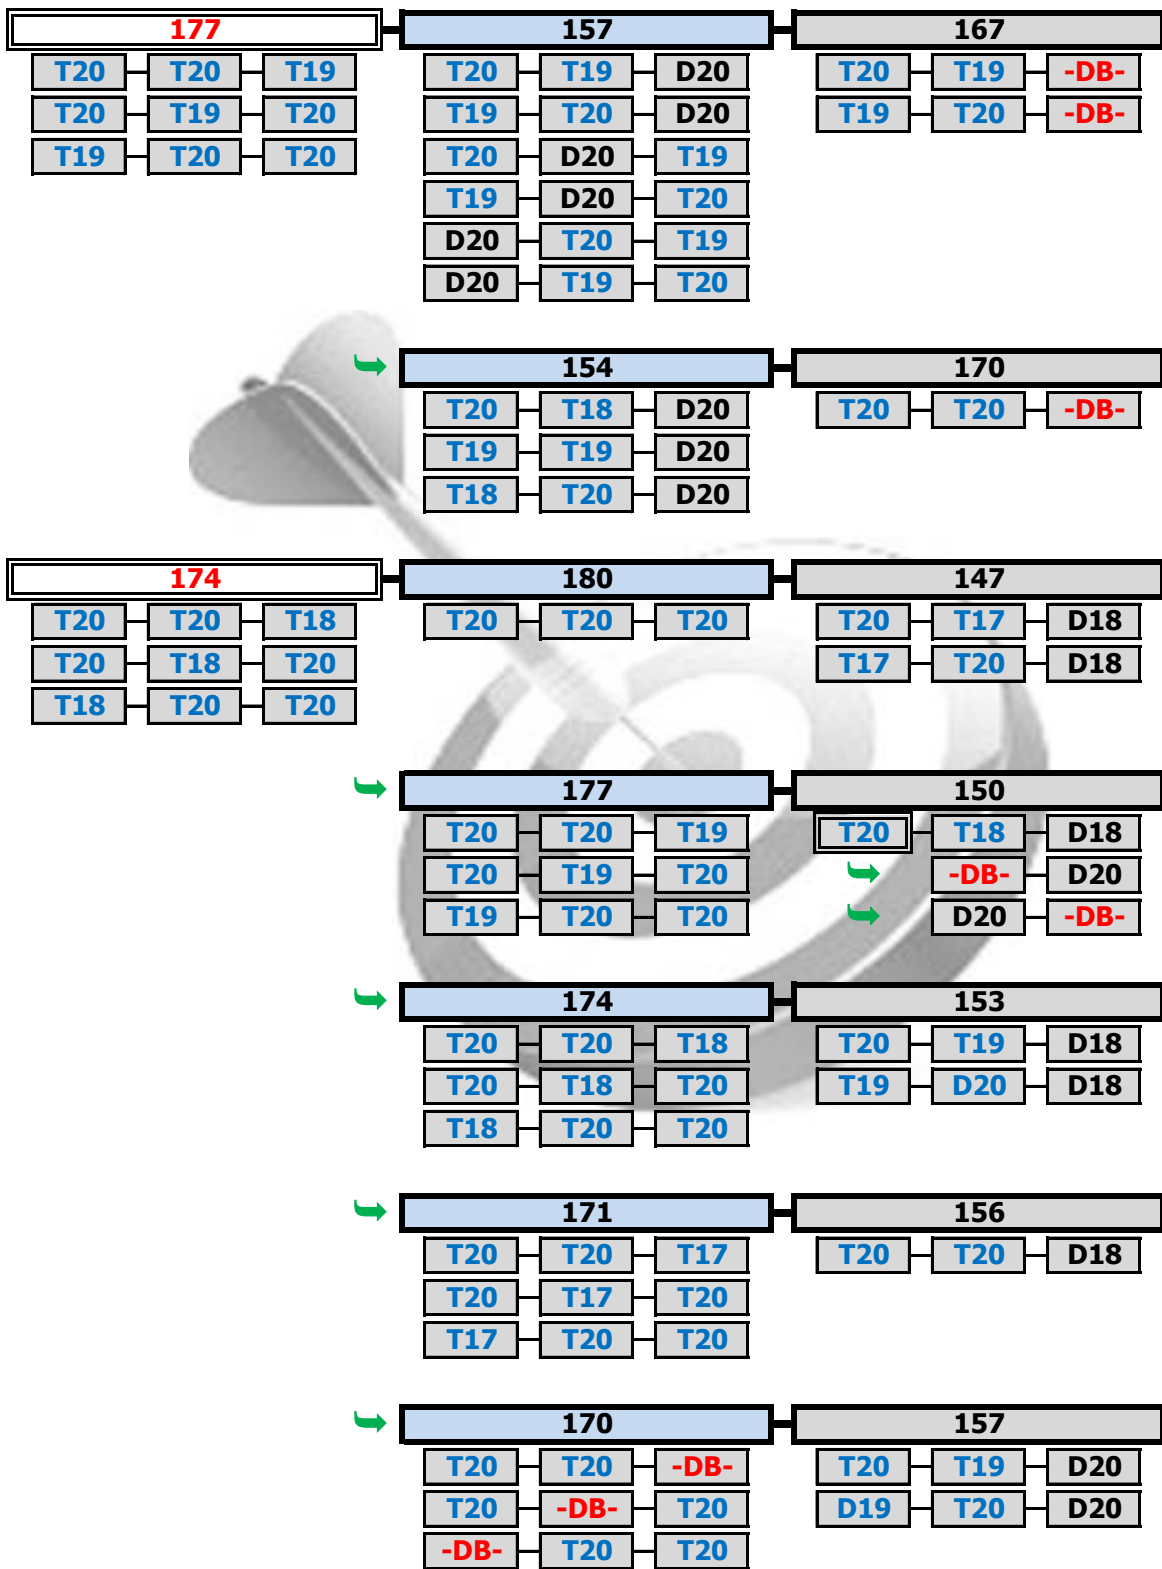 177 157 167
T20 T20 T19 T20 T19 D20 T20 T19 -DB-
T20 T19 T20 T19 T20 D20 T19 T20 -DB-
T19 T20 T20 T20 D20 T19
T19 D20 T20
D20 T20 T19
D20 T19 T20
154 170
T20 T18 D20 T20 T20 -DB-
T19 T19 D20
T18 T20 D20
174 180 147
T20 T20 T18 T20 T20 T20 T20 T17 D18
T20 T18 T20 T17 T20 D18
T18 T20 T20
177 150
T20 T20 T19 T20 T18 D18
T20 T19 T20 -DB- D20
T19 T20 T20 D20 -DB-
174 153
T20 T20 T18 T20 T19 D18
T20 T18 T20 T19 D20 D18
T18 T20 T20
171 156
T20 T20 T17 T20 T20 D18
T20 T17 T20
T17 T20 T20
170 157
T20 T20 -DB- T20 T19 D20
T20 -DB- T20 D19 T20 D20
-DB- T20 T20